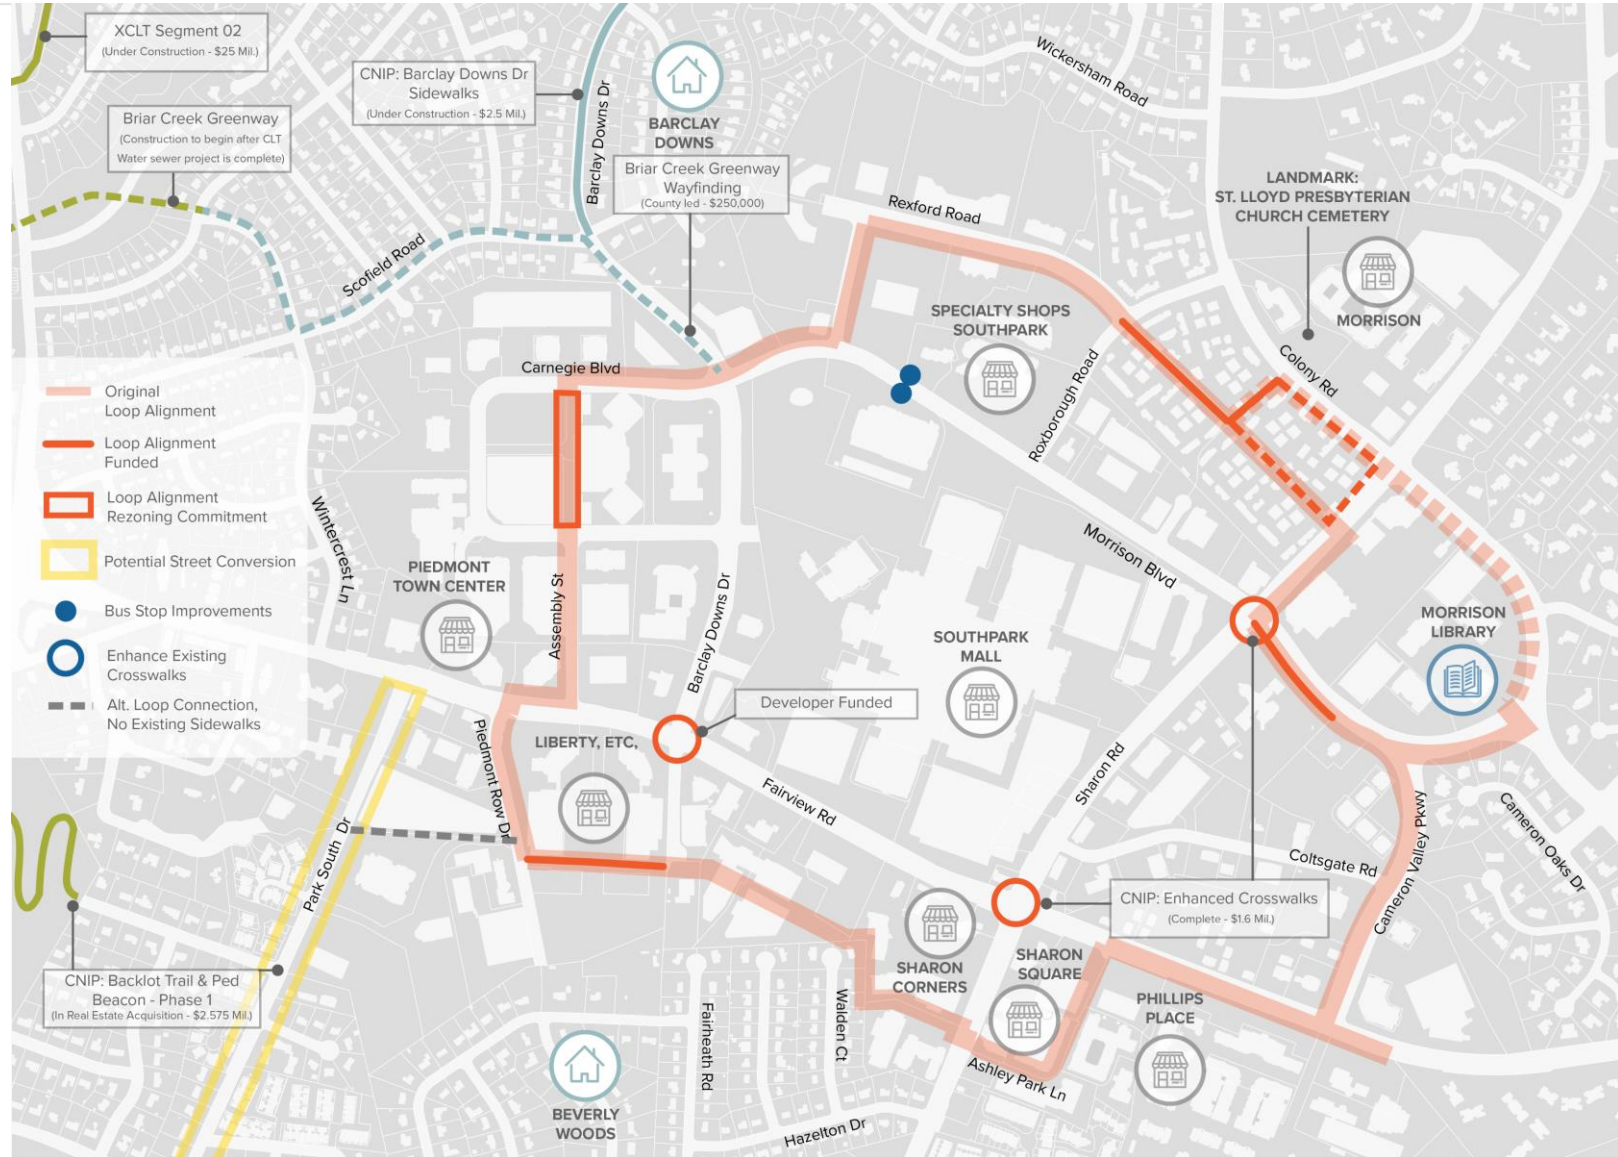 XCLT Segment 02
(Under Construction - $25 Mil.)
CNIP: Barclay Downs Dr
Sidewalks
(Under Construction - $2.5 Mil.)
Briar Creek Greenway
(Construction to begin after CLT
Water sewer project is complete)
Barclay Downs Dr
BARCLAY
DOWNS
Briar Creek Greenway
Wayfinding
(County led - $250,000)
Wickersham Road
LANDMARK:
ST. LLOYD PRESBYTERIAN
CHURCH CEMETERY
MORRISON
Rexford Road
Scofield Road
SPECIALTY SHOPS
SOUTHPARK
Colony Rd
Roxborough Road
Carnegie Blvd
Original
Loop Alignment
Loop Alignment
Funded
Loop Alignment
Rezoning Commitment
Potential Street Conversion
Bus Stop Improvements
Enhance Existing
Crosswalks
Alt. Loop Connection,
No Existing Sidewalks
Wintercrest Ln
PIEDMONT
TOWN CENTER
Assembly St
Barclay Downs Dr
Morrison Blvd
SOUTHPARK
MALL
MORRISON
LIBRARY
Developer Funded
LIBERTY, ETC,
Piedmont Row Dr
Fairview Rd
Sharon Rd
Park South Dr
Coltsgate Rd
Cameron Valley Pkwy
Cameron Oaks Dr
CNIP: Enhanced Crosswalks
(Complete - $1.6 Mil.)
CNIP: Backlot Trail & Ped
Beacon - Phase 1
(In Real Estate Acquisition - $2.575 Mil.)
SHARON
CORNERS
SHARON
SQUARE
PHILLIPS
PLACE
Fairheath Rd
Walden Ct
Ashley Park Ln
BEVERLY
WOODS
Hazelton Dr